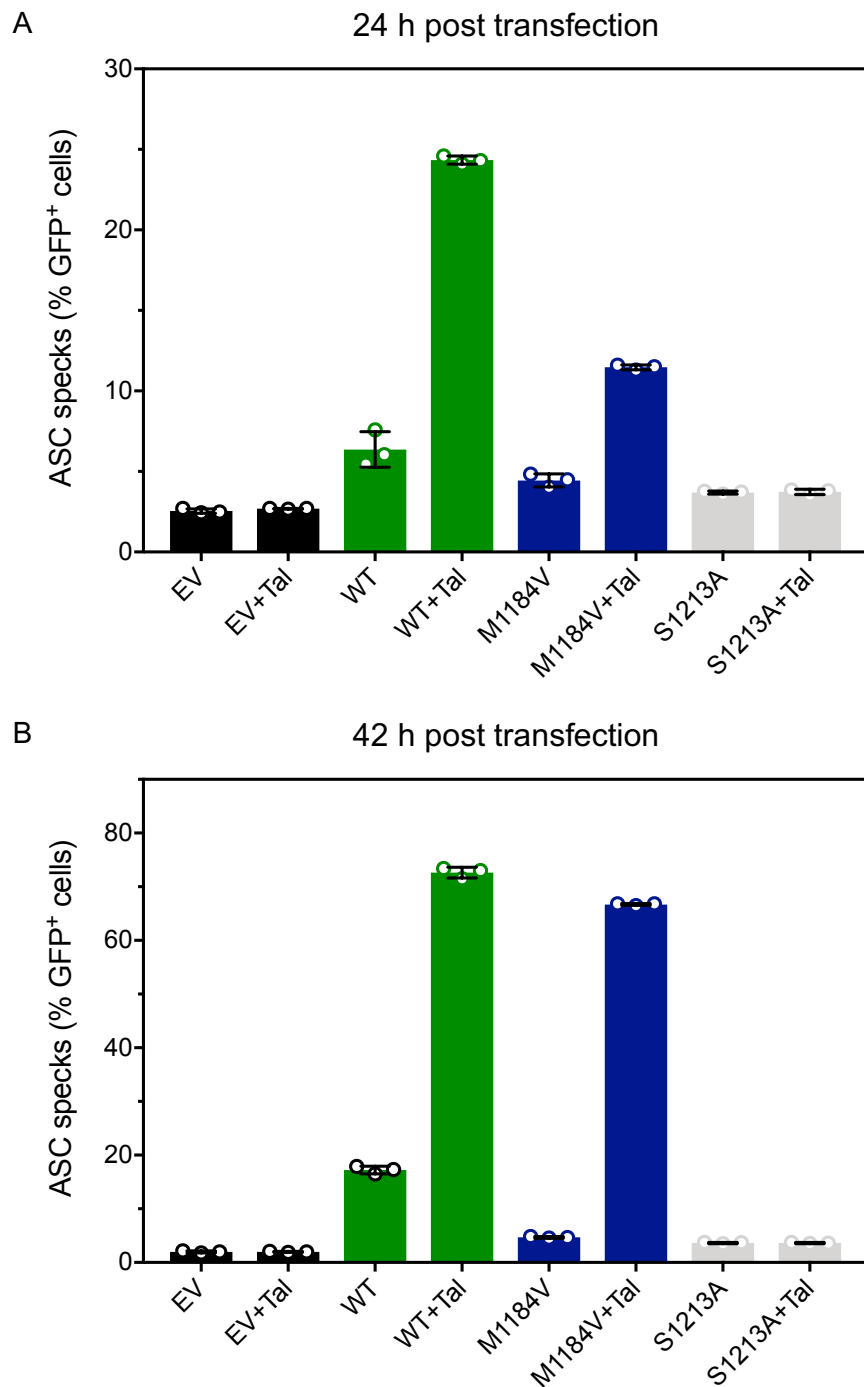 A
24 h post transfection
ASC specks (% GFP⁺ cells)
30
20
10
0
EV
EV+Tal
WT
WT+Tal
M1184V
M1184V+Tal
S1213A
S1213A+Tal
B
42 h post transfection
ASC specks (% GFP⁺ cells)
80
60
40
20
0
EV
EV+Tal
WT
WT+Tal
M1184V
M1184V+Tal
S1213A
S1213A+Tal